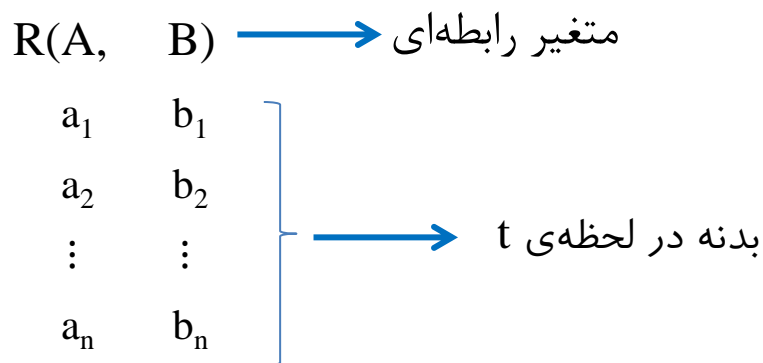 R(A, B) متغیر رابطه‌ای
a₁ b₁
a₂ b₂
بدنه در لحظه‌ی t
⋮ ⋮
aₙ bₙ